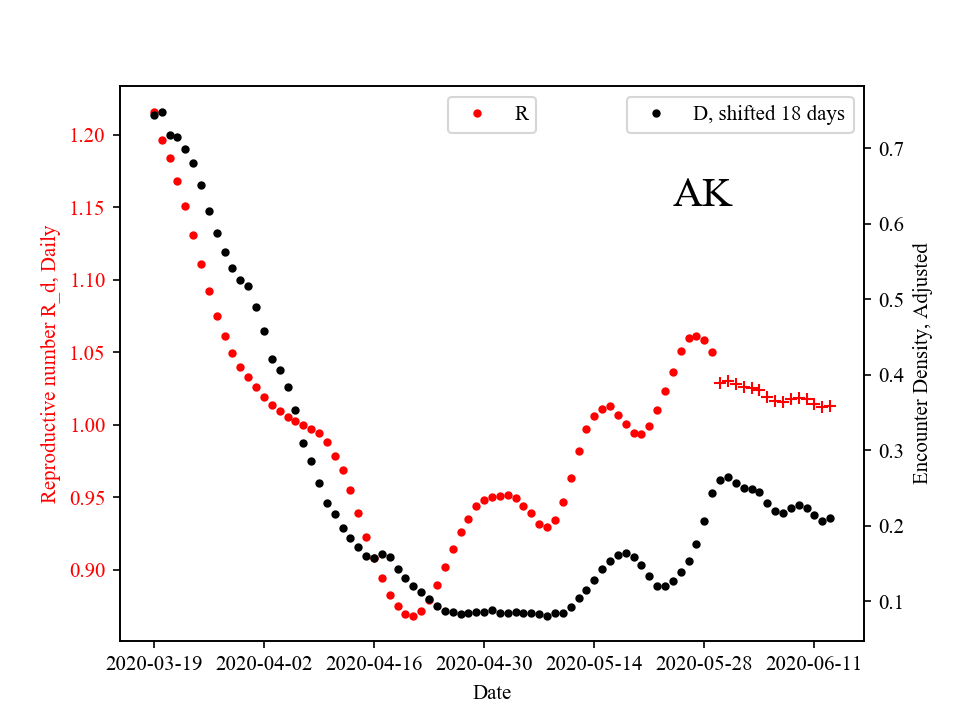 R
D, shifted 18 days
AK
Reproductive number R_d, Daily
1.20
1.15
1.10
1.05
1.00
0.95
0.90
0.7
0.6
0.5
0.4
0.3
0.2
0.1
Encounter Density, Adjusted
2020-03-19 2020-04-02 2020-04-16 2020-04-30 2020-05-14 2020-05-28 2020-06-11
Date